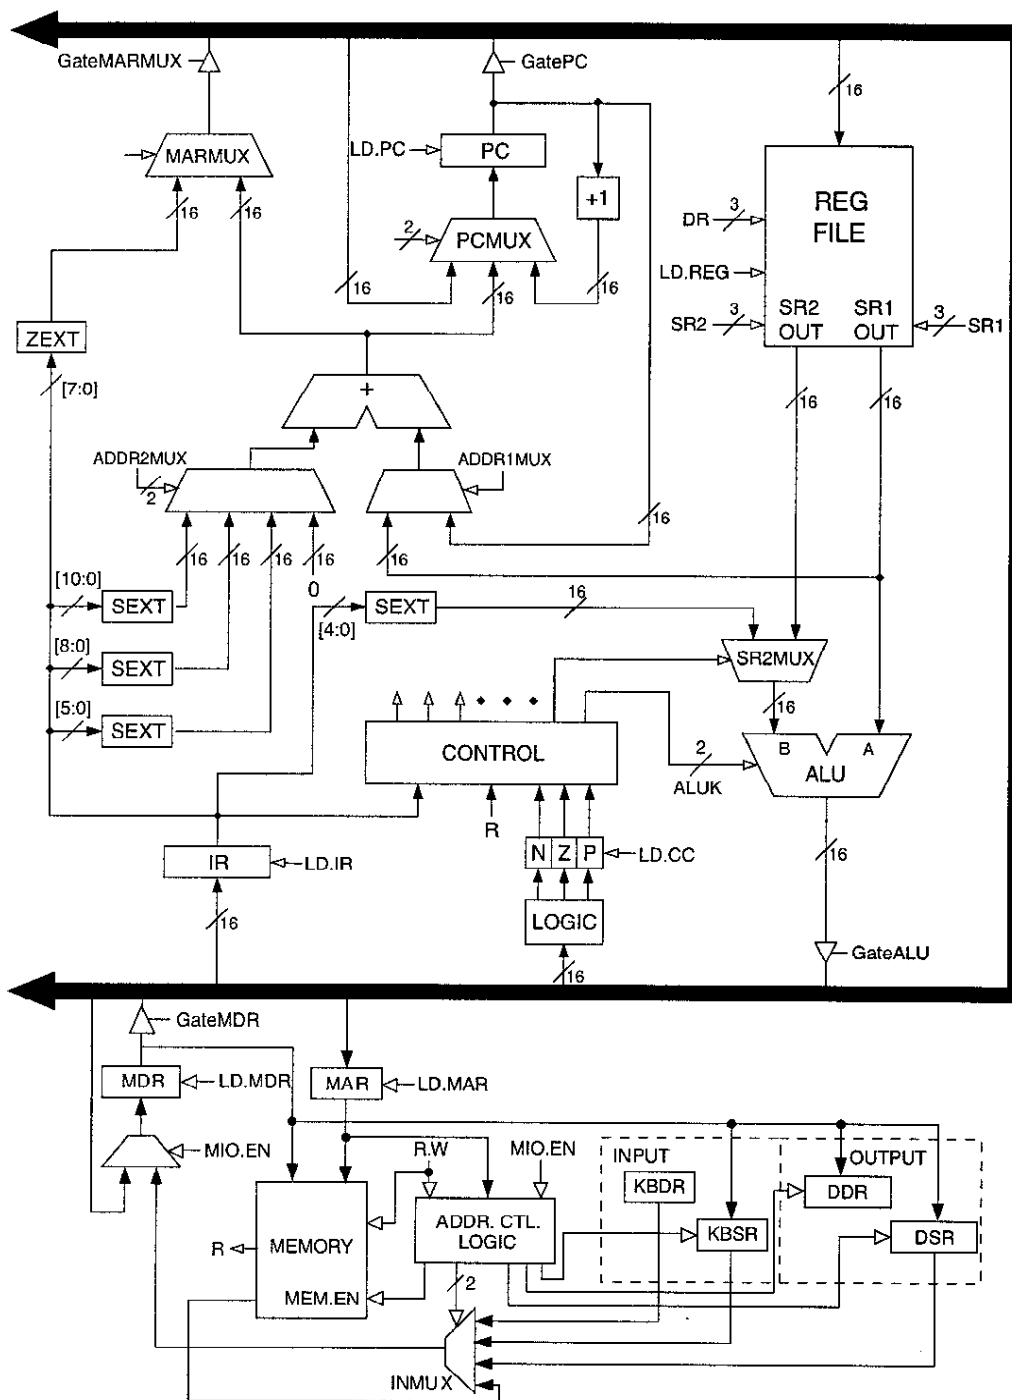 GateMARMUX
GatePC
16
MARMUX
LD.PC
PC
+1
REG
FILE
DR
3
16
16
2
PCMUX
LD.REG
16
16
16
SR2
3
SR2
OUT
SR1
OUT
3
SR1
ZEXT
[7:0]
+
16
16
ADDR2MUX
2
ADDR1MUX
16
16
16
16
16
16
0
[10:0]
SEXT
[4:0]
SEXT
16
[8:0]
SEXT
SR2MUX
16
[5:0]
SEXT
CONTROL
2
ALUK
B
A
ALU
R
IR
LD.IR
N
Z
P
LD.CC
16
16
LOGIC
16
GateALU
GateMDR
MDR
LD.MDR
MAR
LD.MAR
MIO.EN
R.W
MIO.EN
INPUT
OUTPUT
KBDR
DDR
R
MEMORY
ADDR. CTL.
LOGIC
KBSR
DSR
MEM.EN
2
INMUX